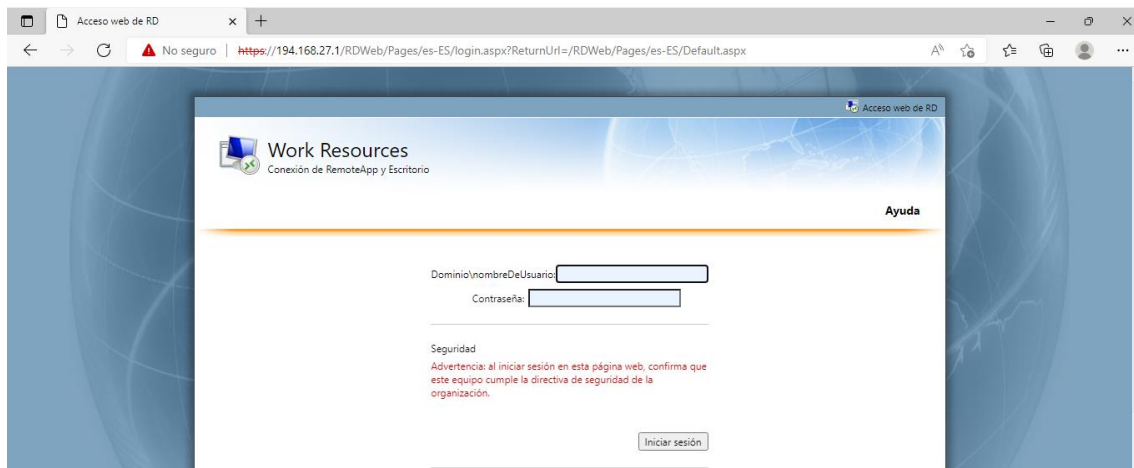 Acceso web de RD
No seguro | https://194.168.27.1/RDWeb/Pages/es-ES/login.aspx?ReturnUrl=/RDWeb/Pages/es-ES/Default.aspx
Acceso web de RD
Work Resources
Conexión de RemoteApp y Escritorio
Ayuda
Dominio\nombreDeUsuario:
Contraseña:
Seguridad
Advertencia: al iniciar sesión en esta página web, confirma que
este equipo cumple la directiva de seguridad de la
organización.
Iniciar sesión